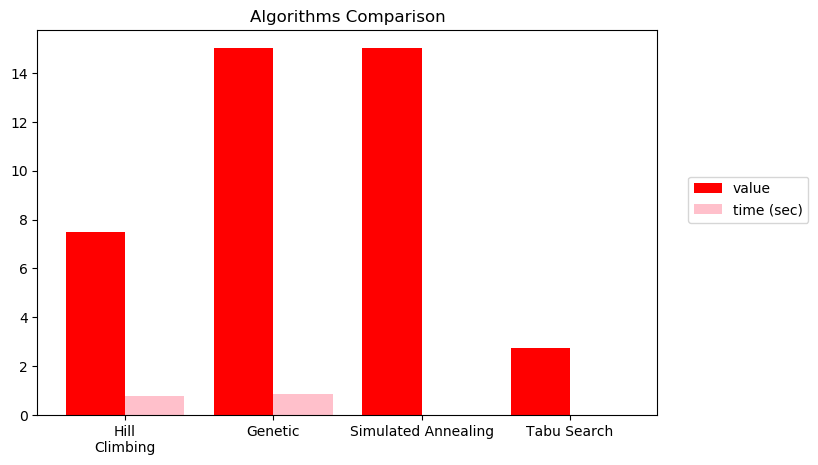 Algorithms Comparison
14
12
10
8
6
4
2
0
Hill
Climbing
Genetic
Simulated Annealing
Tabu Search
value
time (sec)